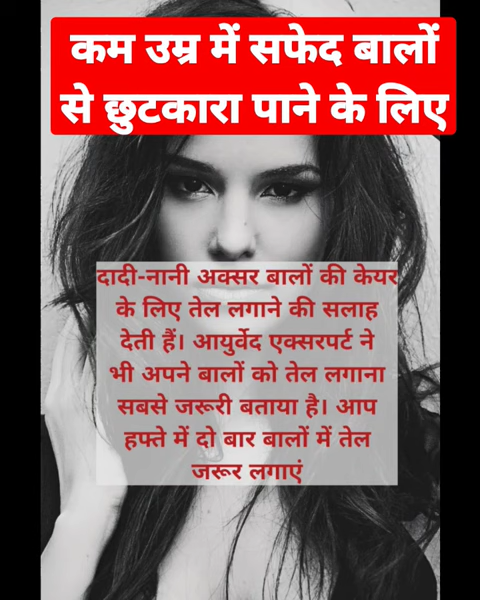 कम उम्र में सफेद बालों
से छुटकारा पाने के लिए
दादी-नानी अक्सर बालों की केयर
के लिए तेल लगाने की सलाह
देती हैं। आयुर्वेद एक्सरपर्ट ने
भी अपने बालों को तेल लगाना
सबसे जरूरी बताया है। आप
हफ्ते में दो बार बालों में तेल
जरूर लगाएं